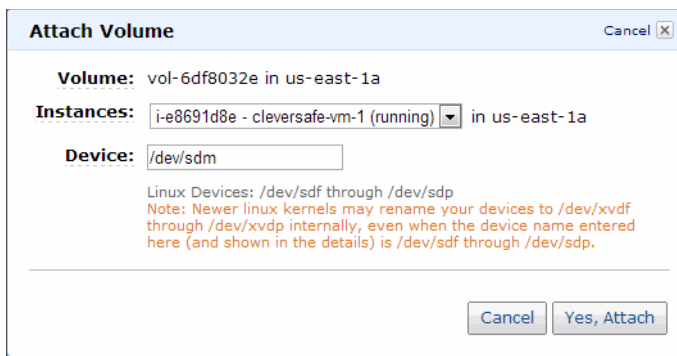 Attach Volume
Cancel
Volume: vol-6df8032e in us-east-1a
Instances: i-e8691d8e - cleversafe-vm-1 (running) in us-east-1a
Device: /dev/sdm
Linux Devices: /dev/sdf through /dev/sdp
Note: Newer linux kernels may rename your devices to /dev/xvdf
through /dev/xvdp internally, even when the device name entered
here (and shown in the details) is /dev/sdf through /dev/sdp.
Cancel
Yes, Attach